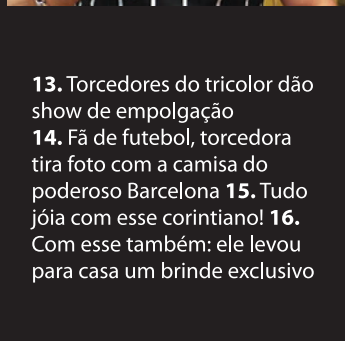 13. Torcedores do tricolor dão
show de empolgação
14. Fã de futebol, torcedora
tira foto com a camisa do
poderoso Barcelona 15. Tudo
jóia com esse corintiano! 16.
Com esse também: ele levou
para casa um brinde exclusivo